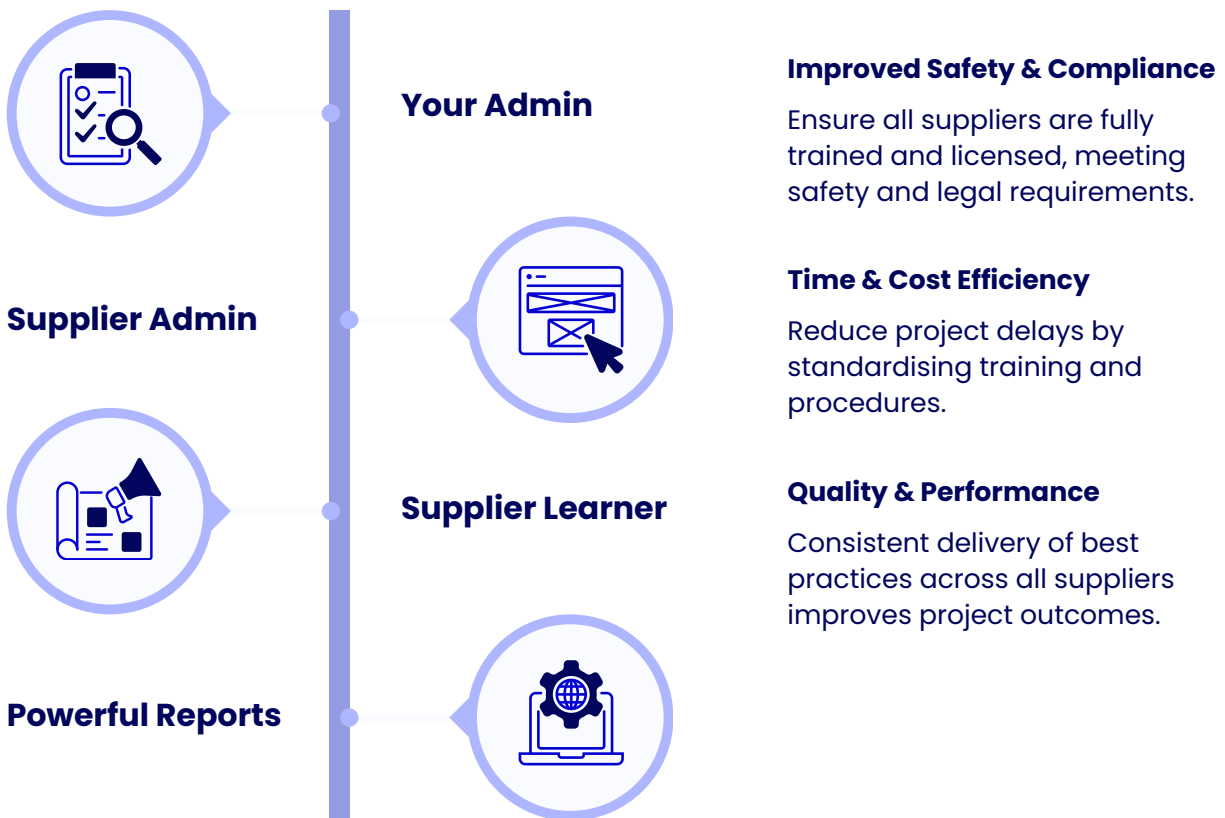 Your Admin
Supplier Admin
Supplier Learner
Powerful Reports
Improved Safety & Compliance
Ensure all suppliers are fully
trained and licensed, meeting
safety and legal requirements.
Time & Cost Efficiency
Reduce project delays by
standardising training and
procedures.
Quality & Performance
Consistent delivery of best
practices across all suppliers
improves project outcomes.